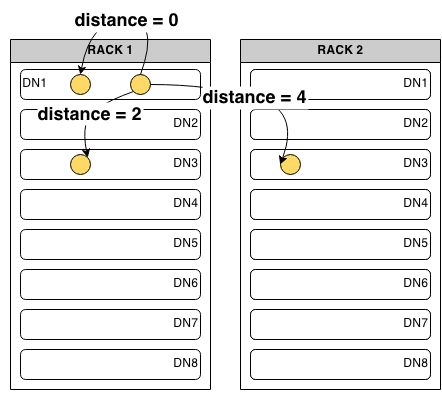 distance = 0
RACK 1
RACK 2
DN1
DN1
distance = 4
distance = 2
DN2
DN2
DN3
DN3
DN4
DN4
DN5
DN5
DN6
DN6
DN7
DN7
DN8
DN8